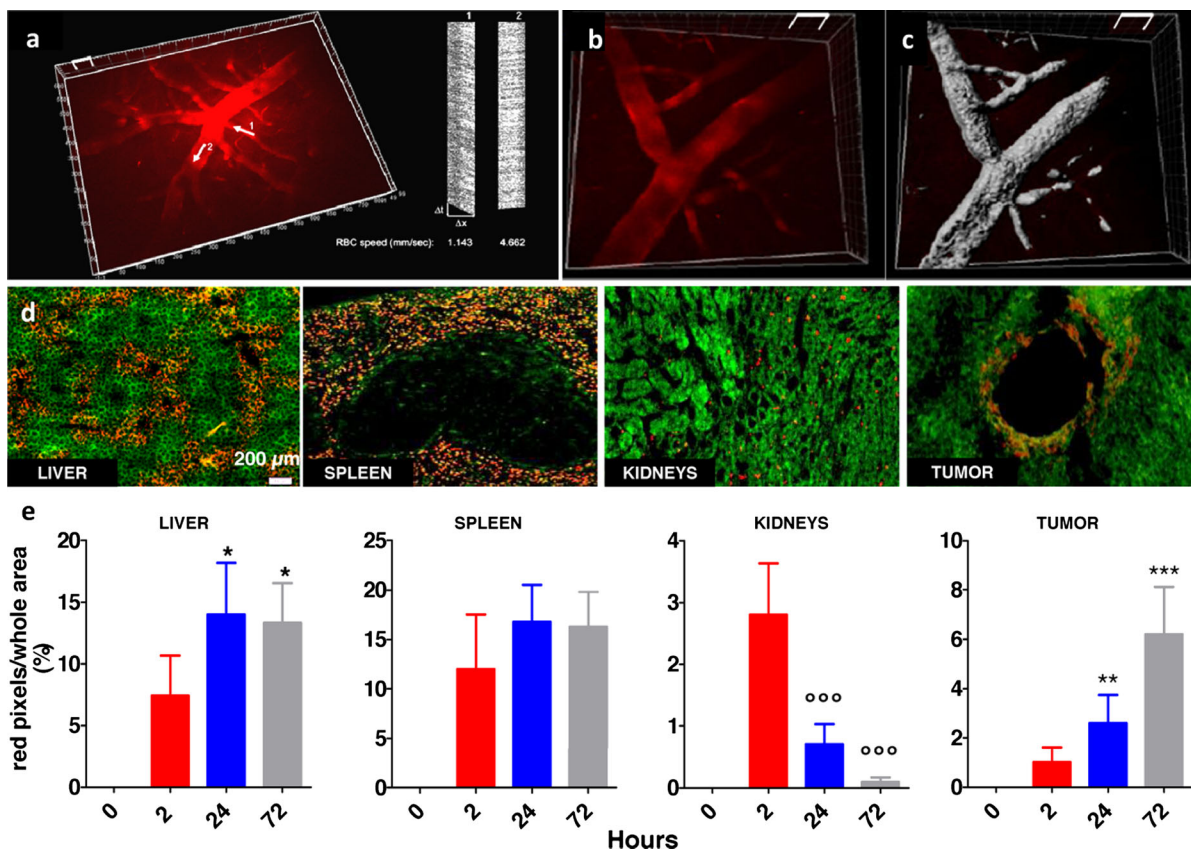 a
1 2
1
2
Δt
Δx
RBC speed (mm/sec): 1.143 4.662
b
c
d
LIVER
200 µm
SPLEEN
KIDNEYS
TUMOR
e
LIVER
SPLEEN
KIDNEYS
TUMOR
red pixels/whole area
(%)
20
15
10
5
0
* *
0 2 24 72
25
20
15
10
5
0
0 2 24 72
4
3
2
1
0
°°° °°°
0 2 24 72
10
8
6
4
2
0
** ***
0 2 24 72
Hours